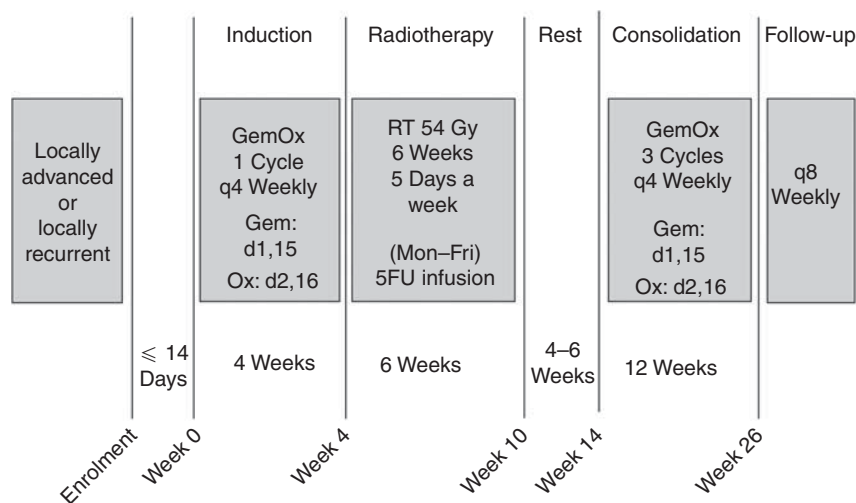 Induction
Radiotherapy
Rest
Consolidation
Follow-up
Locally
advanced
or
locally
recurrent
GemOx
1 Cycle
q4 Weekly
Gem:
d1,15
Ox: d2,16
RT 54 Gy
6 Weeks
5 Days a
week
(Mon–Fri)
5FU infusion
GemOx
3 Cycles
q4 Weekly
Gem:
d1,15
Ox: d2,16
q8
Weekly
⩽ 14
Days
4 Weeks
6 Weeks
4–6
Weeks
12 Weeks
Enrolment
Week 0
Week 4
Week 10
Week 14
Week 26